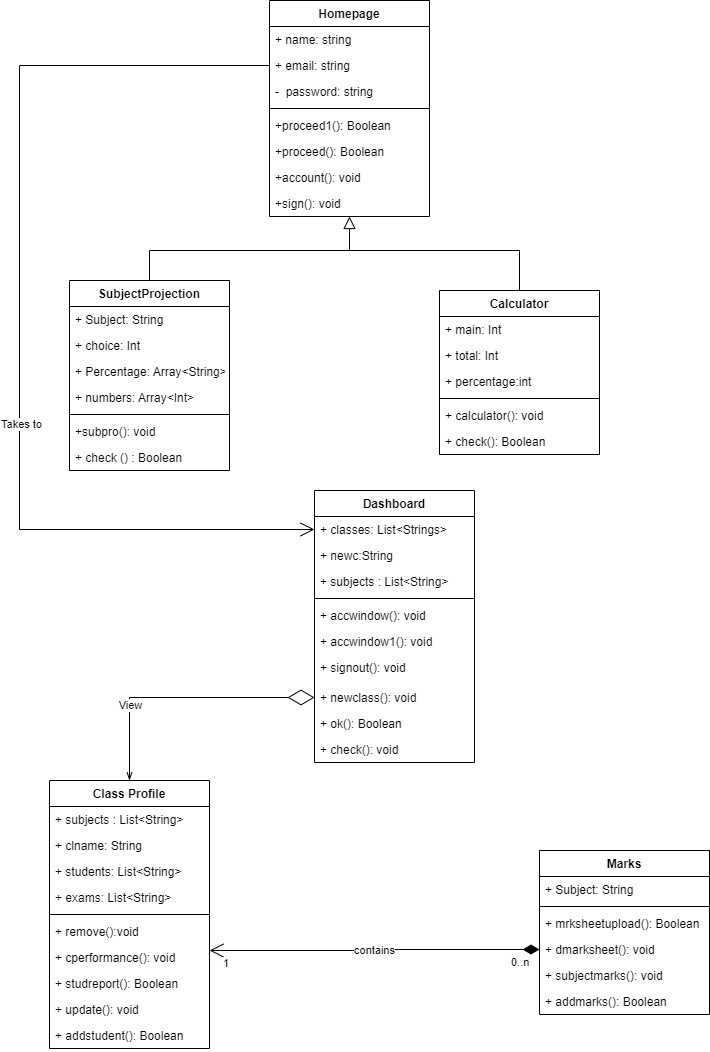 Homepage
+ name: string
+ email: string
- password: string
+proceed1(): Boolean
+proceed(): Boolean
+account(): void
+sign(): void
SubjectProjection
+ Subject: String
+ choice: Int
+ Percentage: Array<String>
+ numbers: Array<Int>
+subpro(): void
+ check () : Boolean
Calculator
+ main: Int
+ total: Int
+ percentage:int
+ calculator(): void
+ check(): Boolean
Takes to
Dashboard
+ classes: List<Strings>
+ newc:String
+ subjects : List<String>
+ accwindow(): void
+ accwindow1(): void
+ signout(): void
+ newclass(): void
+ ok(): Boolean
+ check(): void
View
Class Profile
+ subjects : List<String>
+ clname: String
+ students: List<String>
+ exams: List<String>
+ remove():void
+ cperformance(): void
+ studreport(): Boolean
+ update(): void
+ addstudent(): Boolean
1
contains
0..n
Marks
+ Subject: String
+ mrksheetupload(): Boolean
+ dmarksheet(): void
+ subjectmarks(): void
+ addmarks(): Boolean